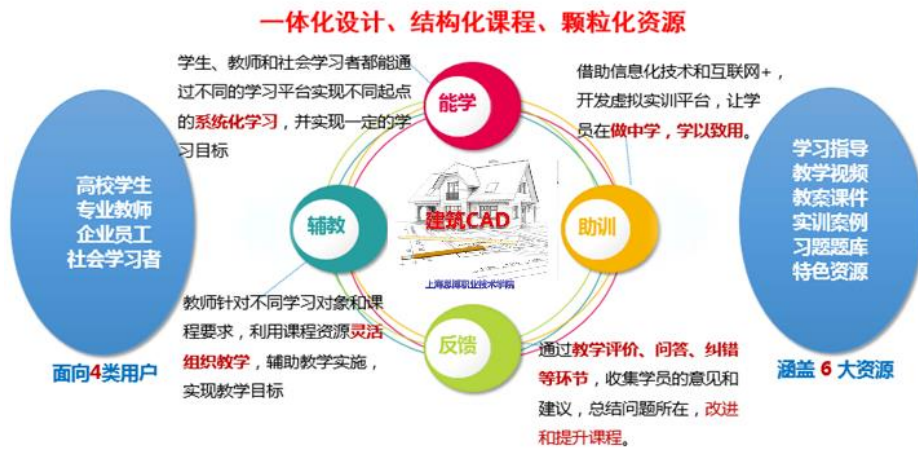 一体化设计、结构化课程、颗粒化资源
学生、教师和社会学习者都能通
过不同的学习平台实现不同起点
的系统化学习，并实现一定的学
习目标
能学
借助信息化技术和互联网+，
开发虚拟实训平台，让学
员在做中学，学以致用。
高校学生
专业教师
企业员工
社会学习者
面向4类用户
辅教
建筑CAD
上海思博职业技术学院
助训
学习指导
教学视频
教案课件
实训案例
习题题库
特色资源
涵盖 6 大资源
教师针对不同学习对象和课
程要求，利用课程资源灵活
组织教学，辅助教学实施，
实现教学目标
反馈
通过教学评价、问答、纠错
等环节，收集学员的意见和
建议，总结问题所在，改进
和提升课程。